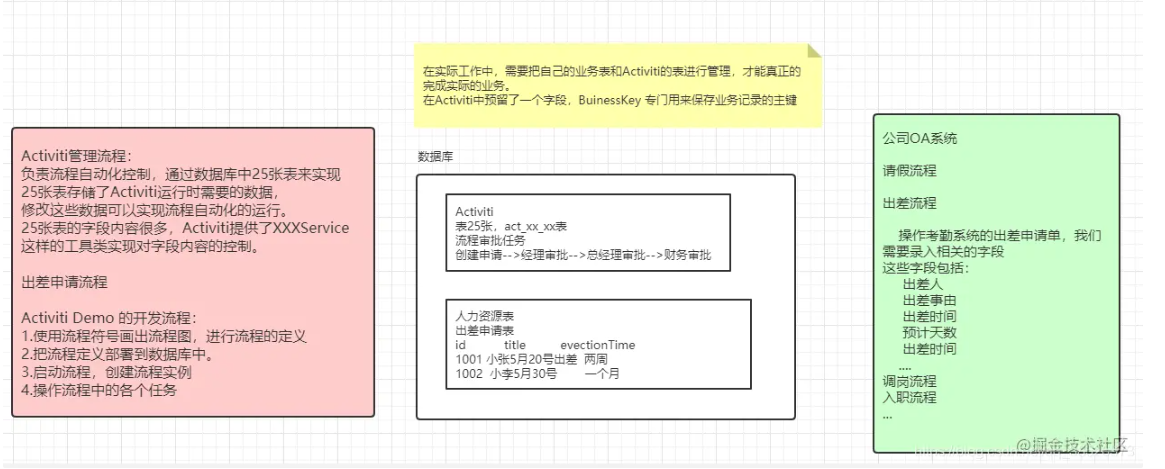 在实际工作中，需要把自己的业务表和Activiti的表进行管理，才能真正的
完成实际的业务。
在Activiti中预留了一个字段，BuinessKey 专门用来保存业务记录的主键
Activiti管理流程：
负责流程自动化控制，通过数据库中25张表来实现
25张表存储了Activiti运行时需要的数据，
修改这些数据可以实现流程自动化的运行。
25张表的字段内容很多，Activiti提供了XXXService
这样的工具类实现对字段内容的控制。
出差申请流程
Activiti Demo 的开发流程：
1.使用流程符号画出流程图，进行流程的定义
2.把流程定义部署到数据库中。
3.启动流程，创建流程实例
4.操作流程中的各个任务
数据库
Activiti
表25张，act_xx_xx表
流程审批任务
创建申请-->经理审批-->总经理审批-->财务审批
人力资源表
出差申请表
id title evectionTime
1001 小张5月20号出差 两周
1002 小李5月30号 一个月
公司OA系统
请假流程
出差流程
操作考勤系统的出差申请单，我们
需要录入相关的字段
这些字段包括：
出差人
出差事由
出差时间
预计天数
出差时间
....
调岗流程
入职流程
...
@掘金技术社区